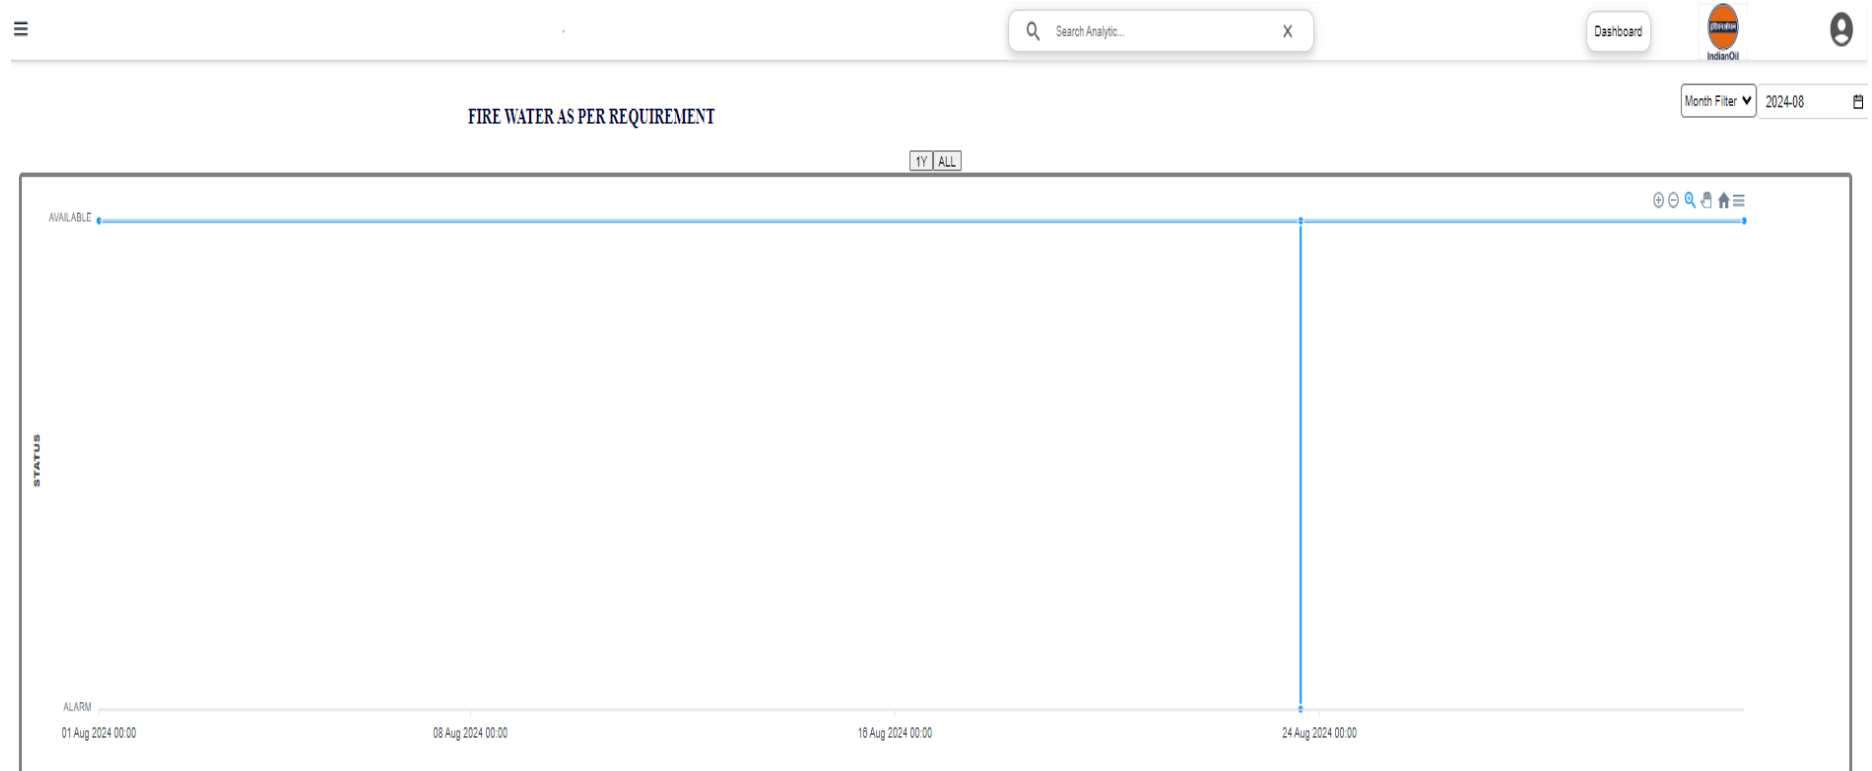 Search Analytic... X
Dashboard
इंडियनऑयल
IndianOil
Month Filter 2024-08
FIRE WATER AS PER REQUIREMENT
1Y ALL
AVAILABLE
STATUS
ALARM
01 Aug 2024 00:00 08 Aug 2024 00:00 16 Aug 2024 00:00 24 Aug 2024 00:00